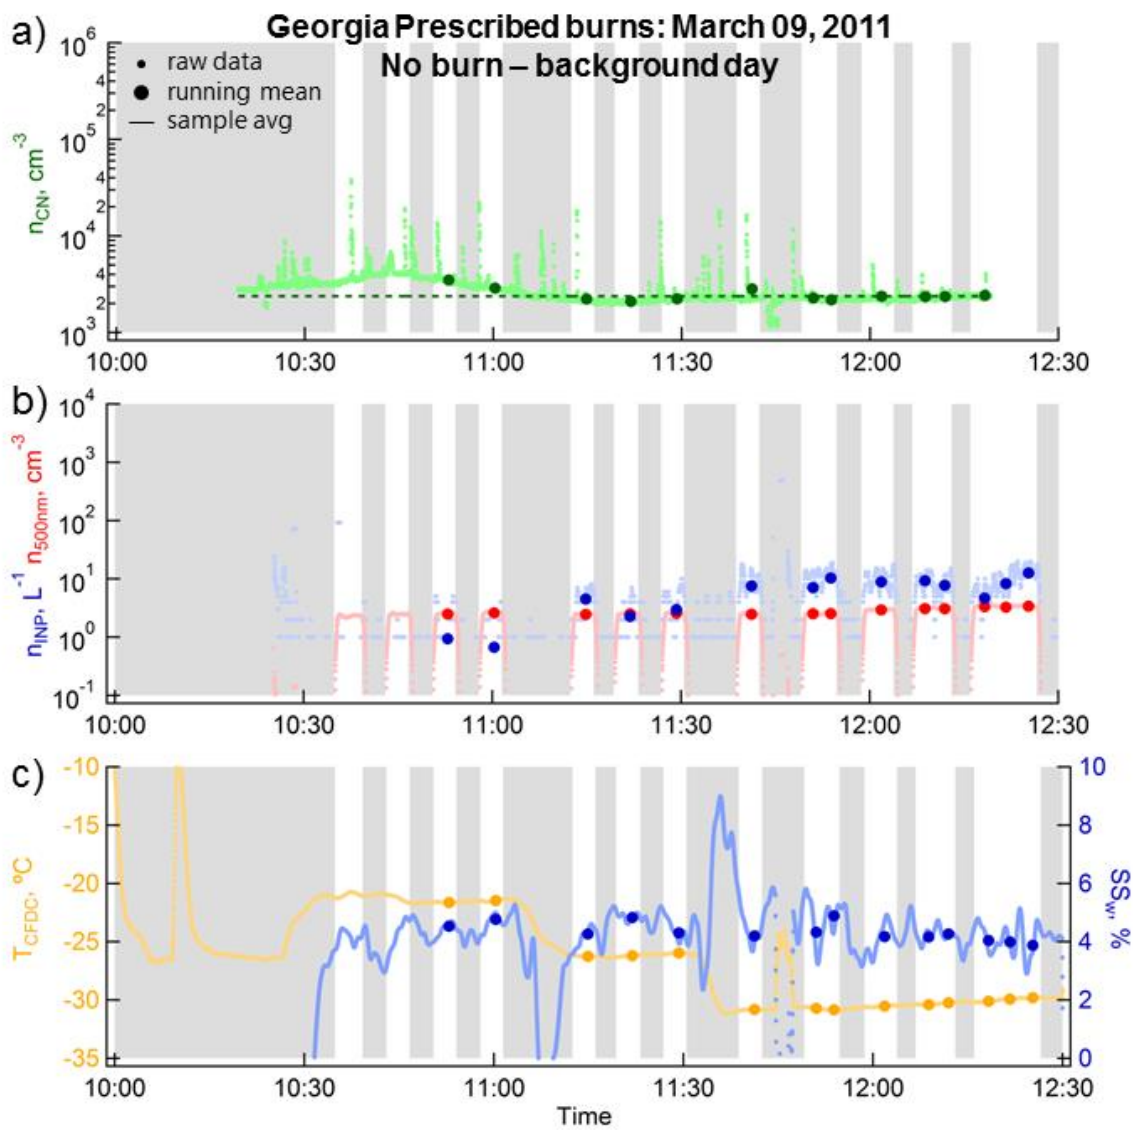 a)
Georgia Prescribed burns: March 09, 2011
No burn – background day
raw data
running mean
sample avg
n_CN, cm^-3
10^6
4
2
10^5
4
2
10^4
4
2
10^3
10:00 10:30 11:00 11:30 12:00 12:30
b)
n_INP, L^-1 n_500nm, cm^-3
10^4
10^3
10^2
10^1
10^0
10^-1
10:00 10:30 11:00 11:30 12:00 12:30
c)
T_CFDC, ºC
-10 10
-15 8
-20 6
-25 4
-30 2
-35 0
SS_w, %
10:00 10:30 11:00 11:30 12:00 12:30
Time